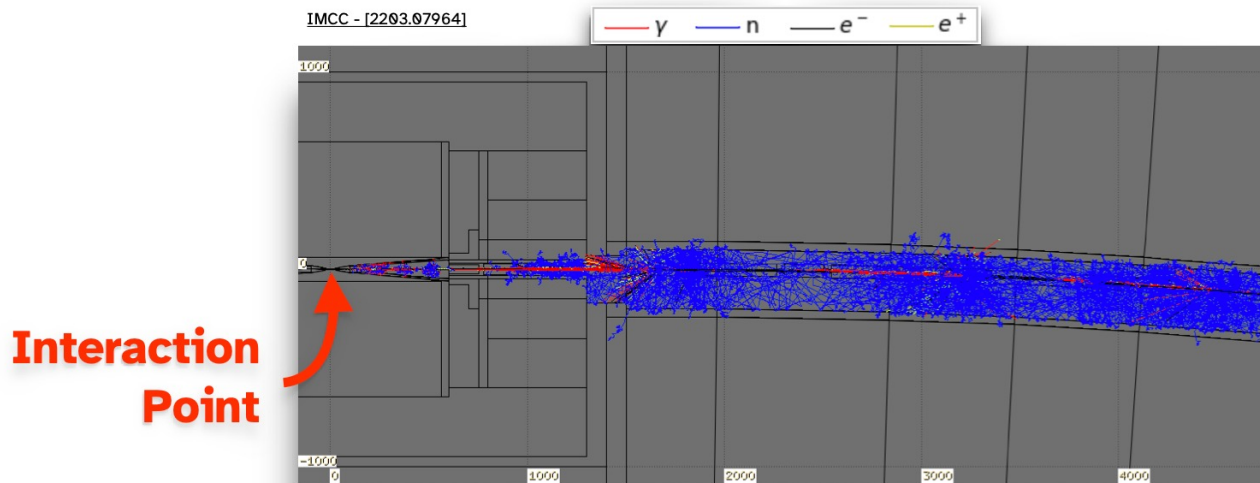 IMCC - [2203.07964]
γ n e⁻ e⁺
1000
0
Interaction
Point
-1000
0 1000 2000 3000 4000